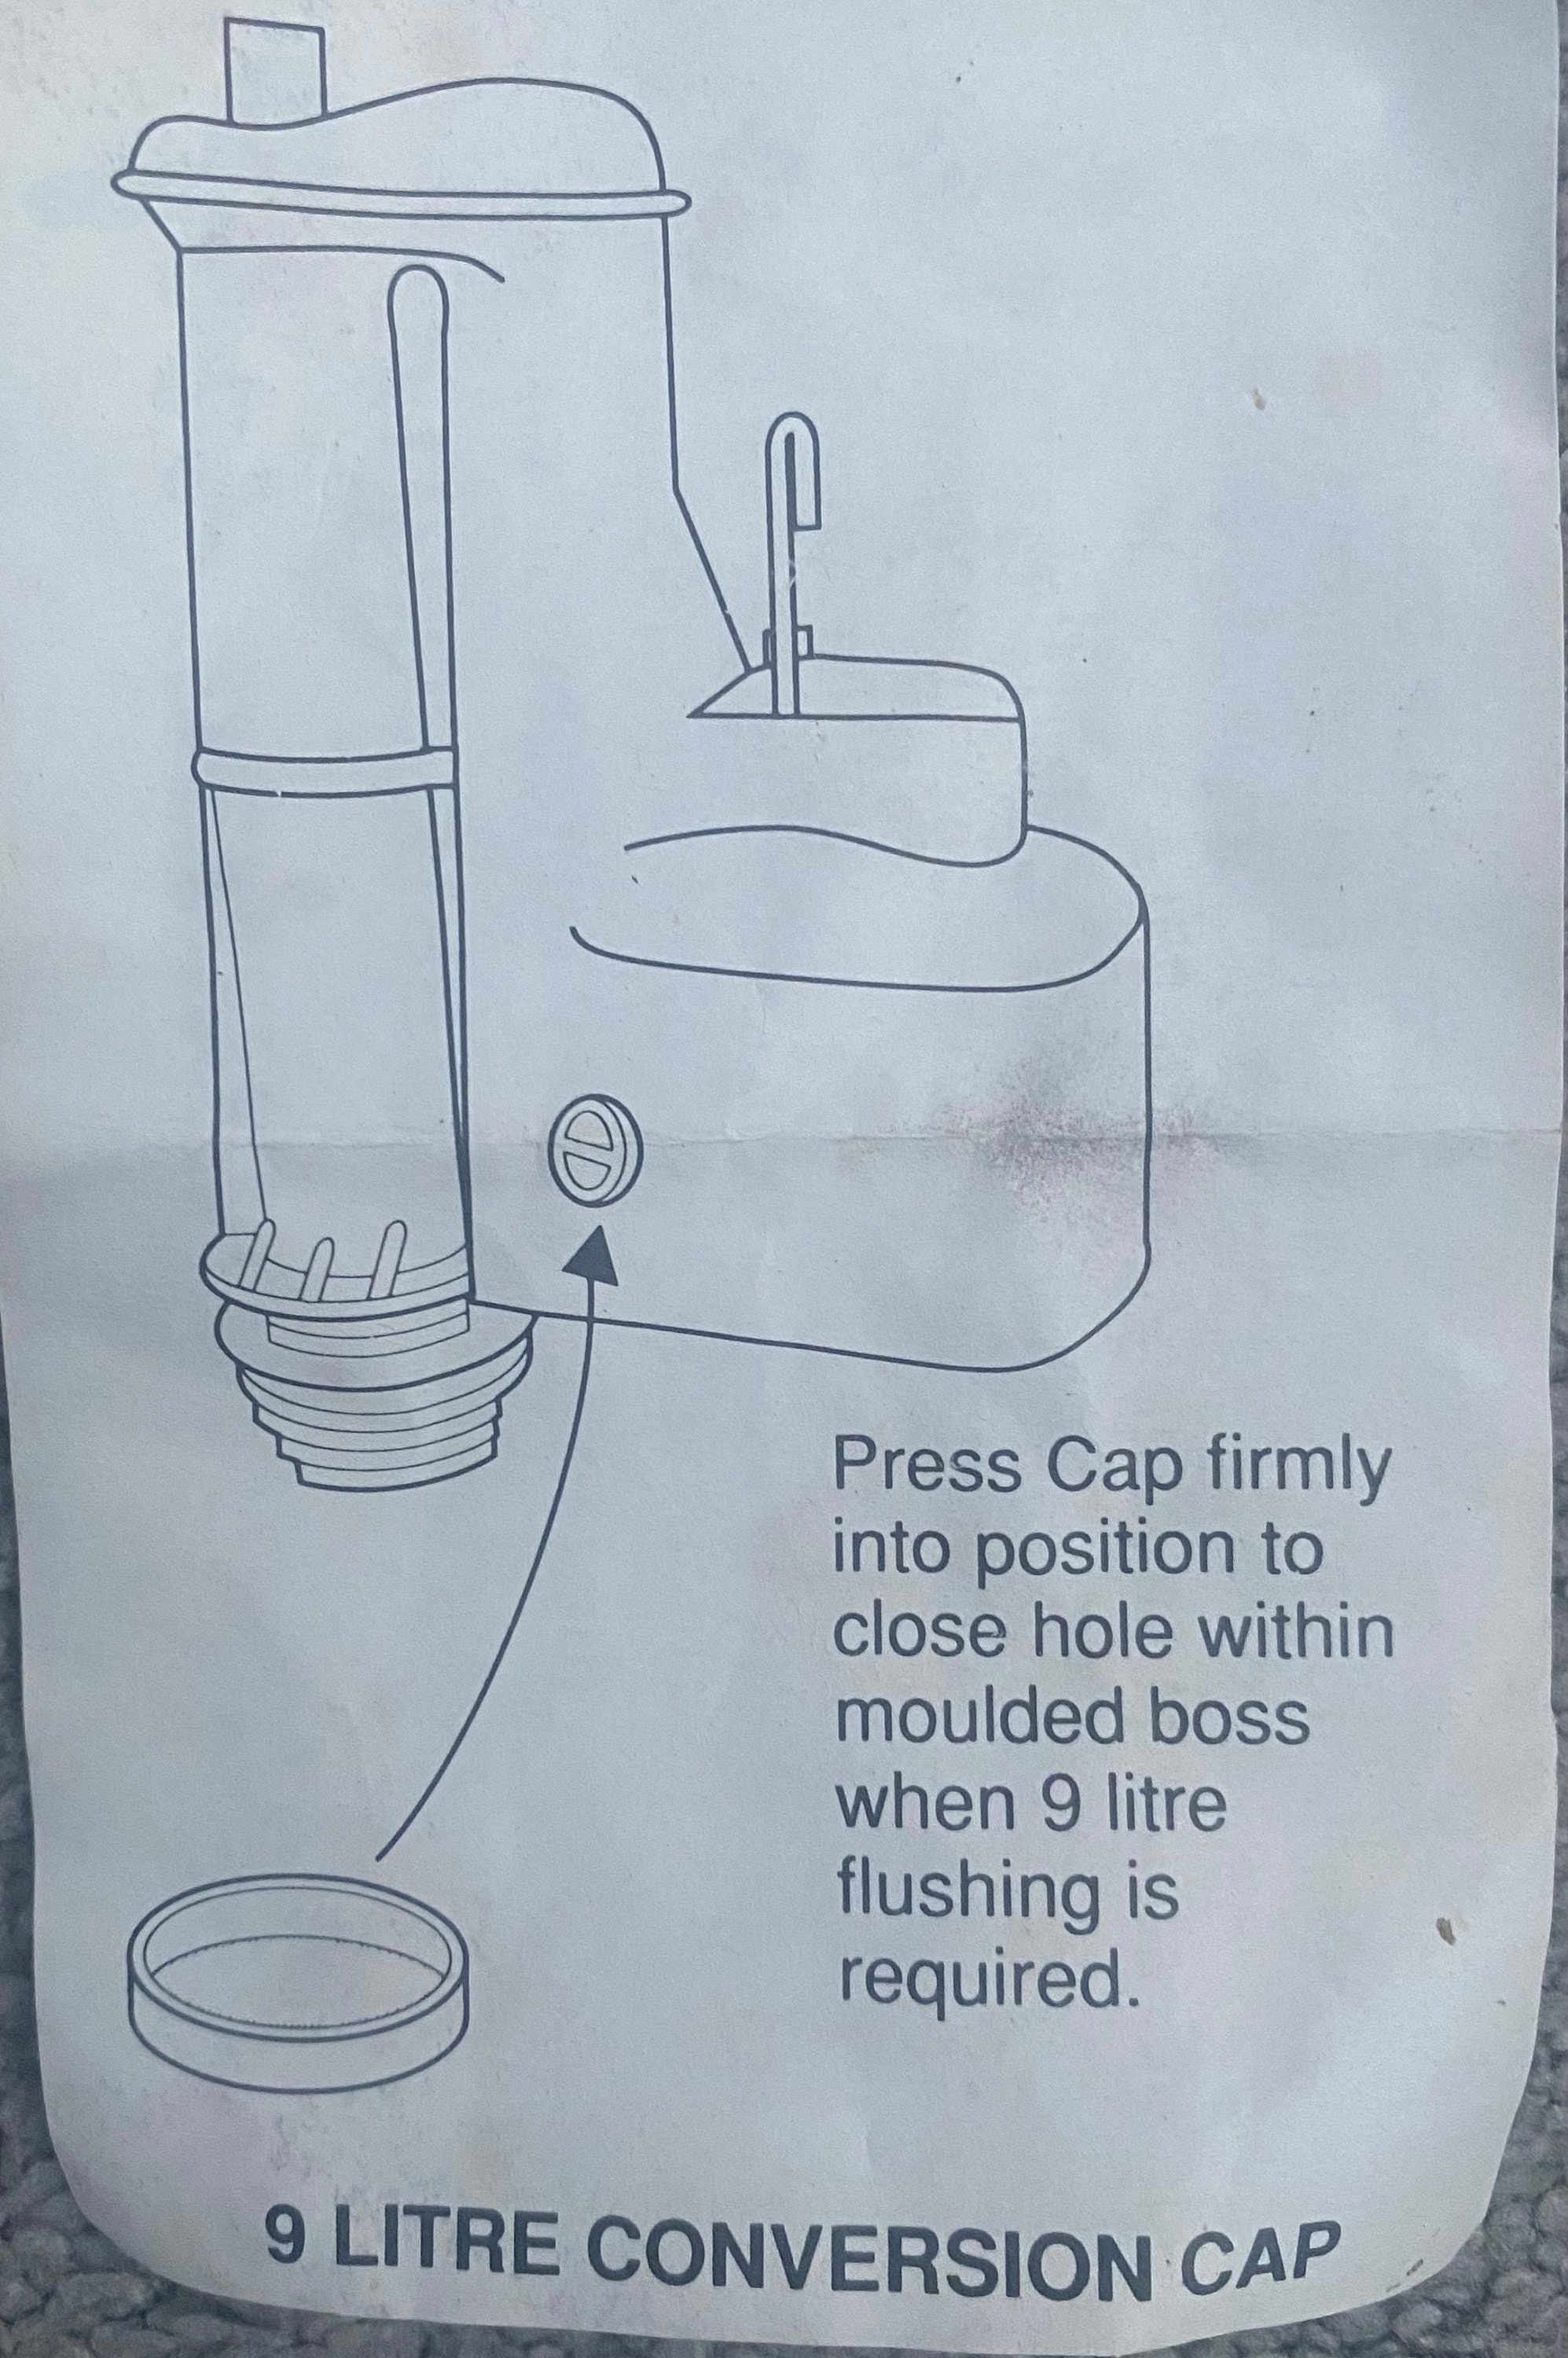 Press Cap firmly
into position to
close hole within
moulded boss
when 9 litre
flushing is
required.
9 LITRE CONVERSION CAP